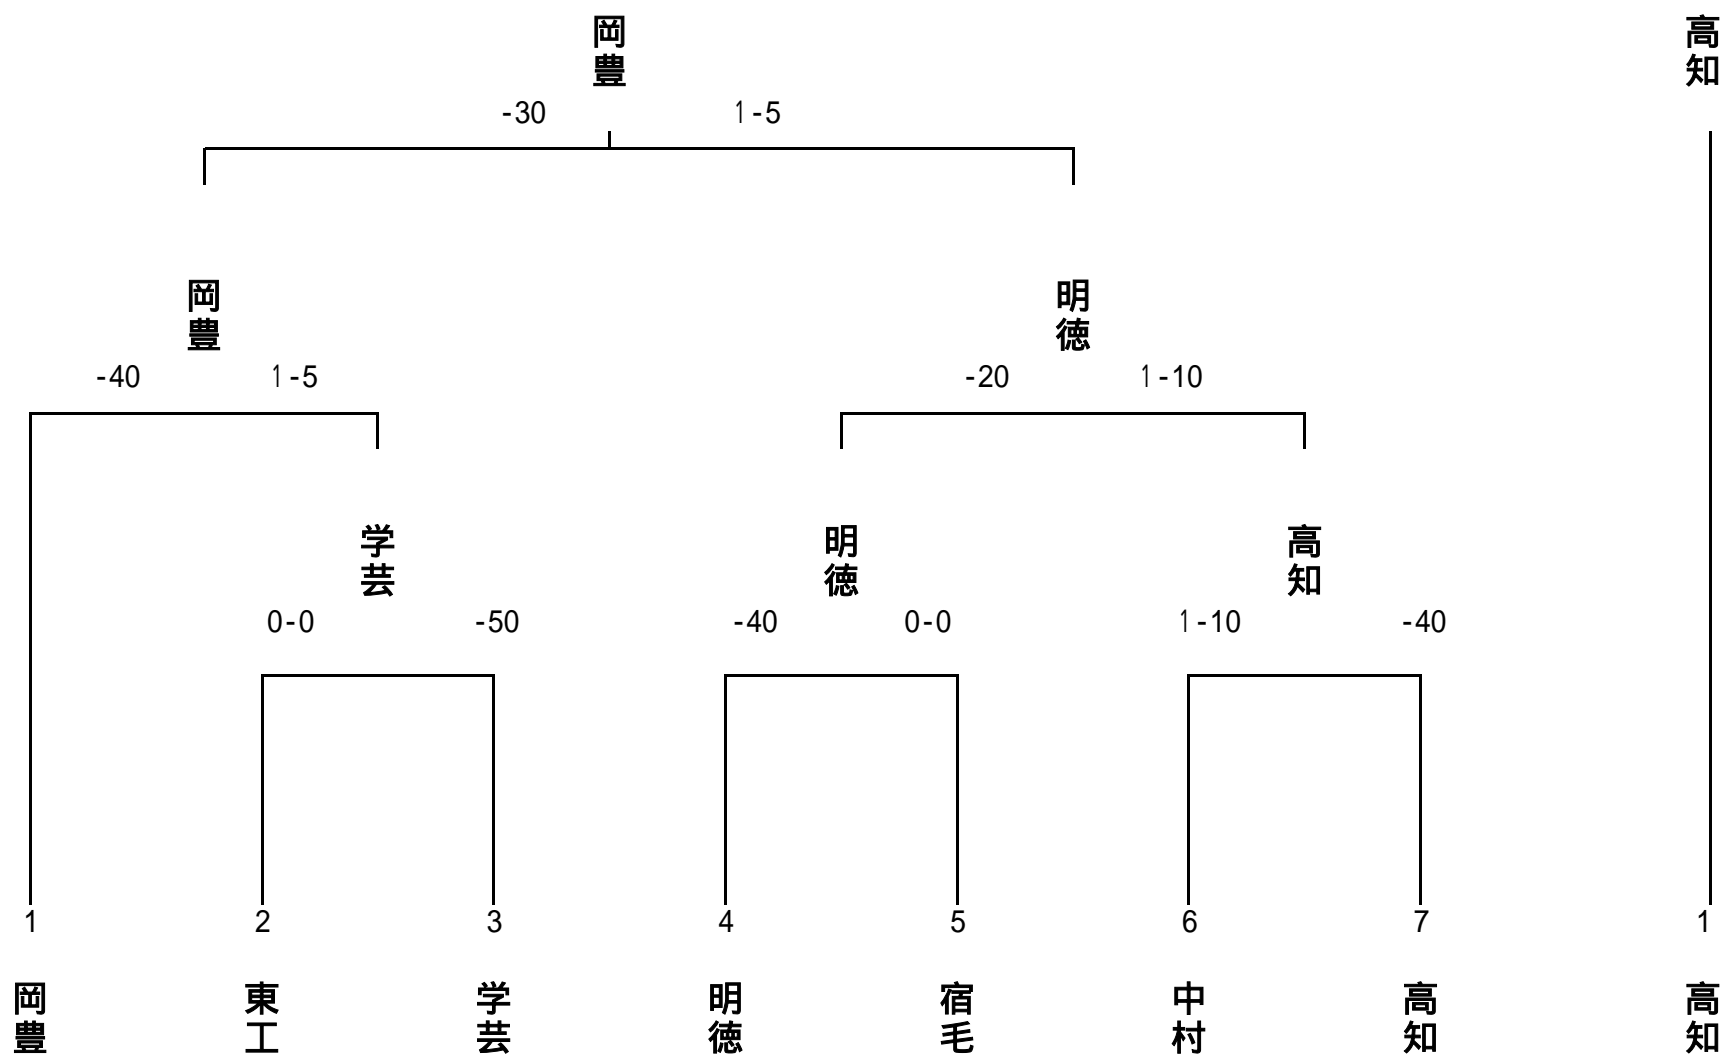 岡豊 高知
-30 1-5
岡豊 明徳
-40 1-5 -20 1-10
学芸 明徳 高知
0-0 -50 -40 0-0 1-10 -40
1 2 3 4 5 6 7 1
岡豊 東工 学芸 明徳 宿毛 中村 高知 高知